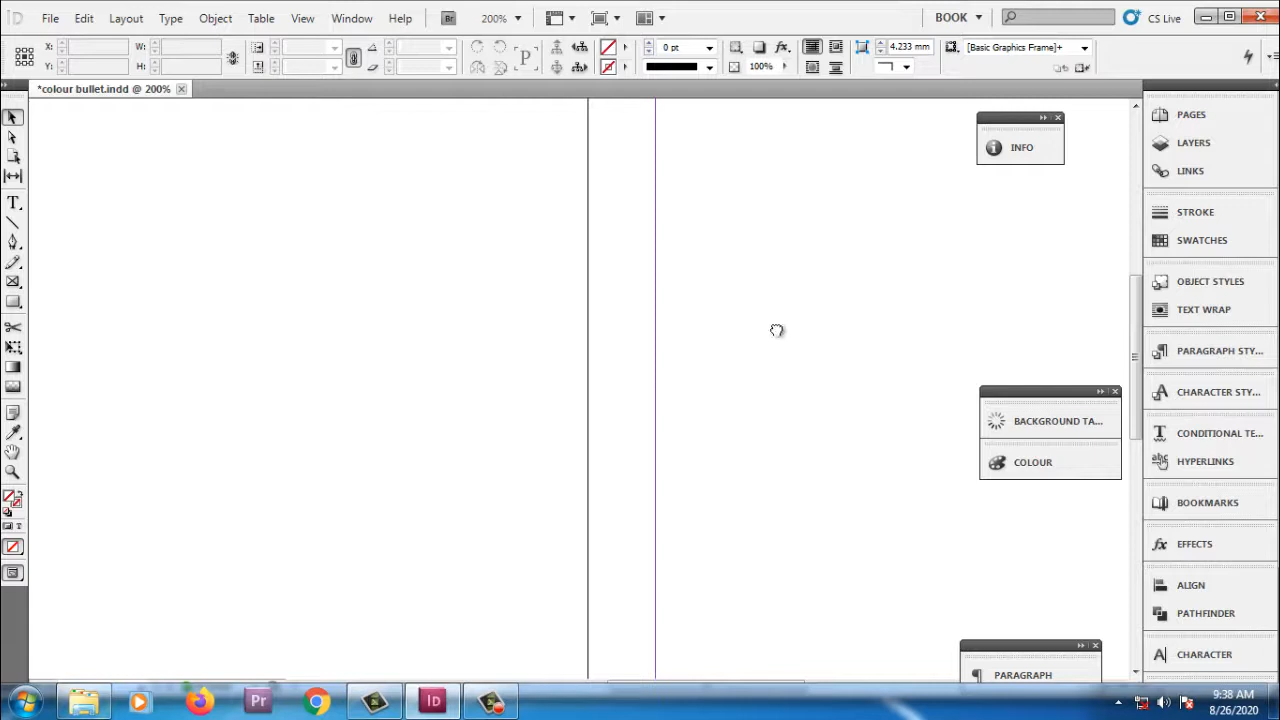 File Edit Layout Type Object Table View Window Help Br 200% BOOK CS Live
X: W: 0 pt 4.233 mm [Basic Graphics Frame]+
Y: H: 100%
*colour bullet.indd @ 200%
INFO
BACKGROUND TA...
COLOUR
PARAGRAPH
PAGES
LAYERS
LINKS
STROKE
SWATCHES
OBJECT STYLES
TEXT WRAP
PARAGRAPH STY...
CHARACTER STY...
CONDITIONAL TE...
HYPERLINKS
BOOKMARKS
EFFECTS
ALIGN
PATHFINDER
CHARACTER
Pr ID
9:38 AM
8/26/2020